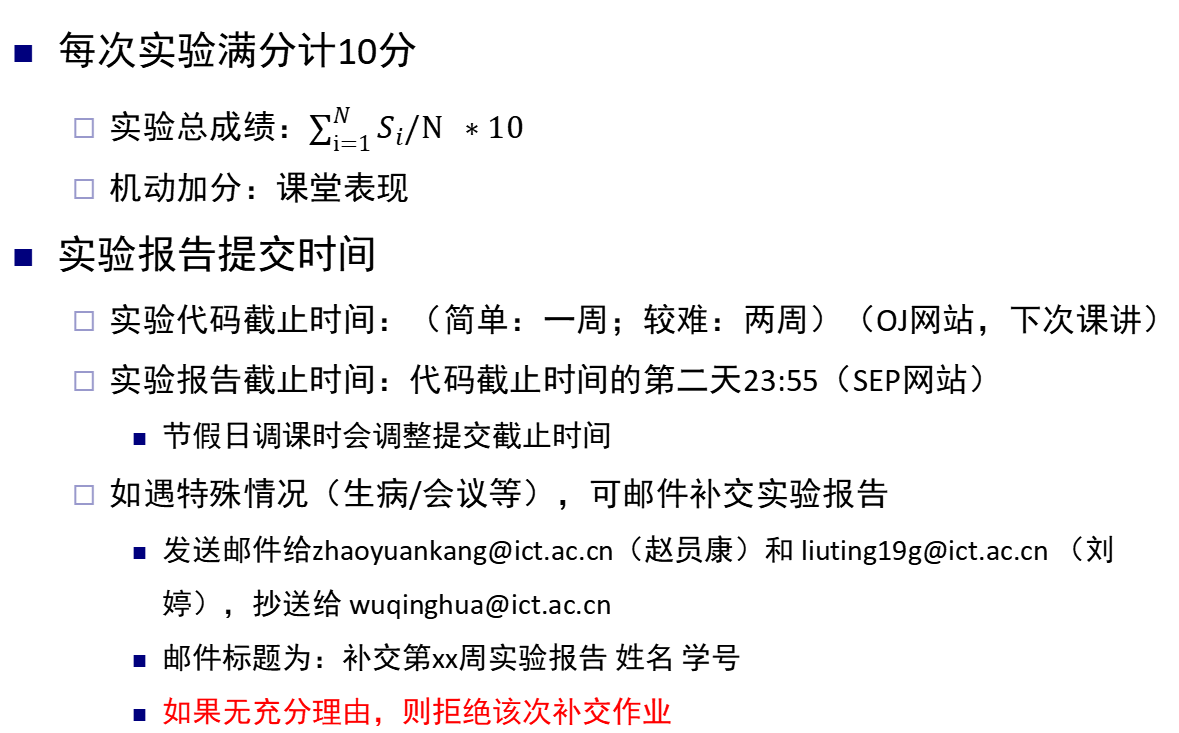 ■ 每次实验满分计10分
□ 实验总成绩：∑_{i=1}^{N} S_i/N * 10
□ 机动加分：课堂表现
■ 实验报告提交时间
□ 实验代码截止时间：（简单：一周；较难：两周）（OJ网站，下次课讲）
□ 实验报告截止时间：代码截止时间的第二天23:55（SEP网站）
■ 节假日调课时会调整提交截止时间
□ 如遇特殊情况（生病/会议等），可邮件补交实验报告
■ 发送邮件给zhaoyuankang@ict.ac.cn（赵员康）和 liuting19g@ict.ac.cn （刘
婷），抄送给 wuqinghua@ict.ac.cn
■ 邮件标题为：补交第xx周实验报告 姓名 学号
■ 如果无充分理由，则拒绝该次补交作业